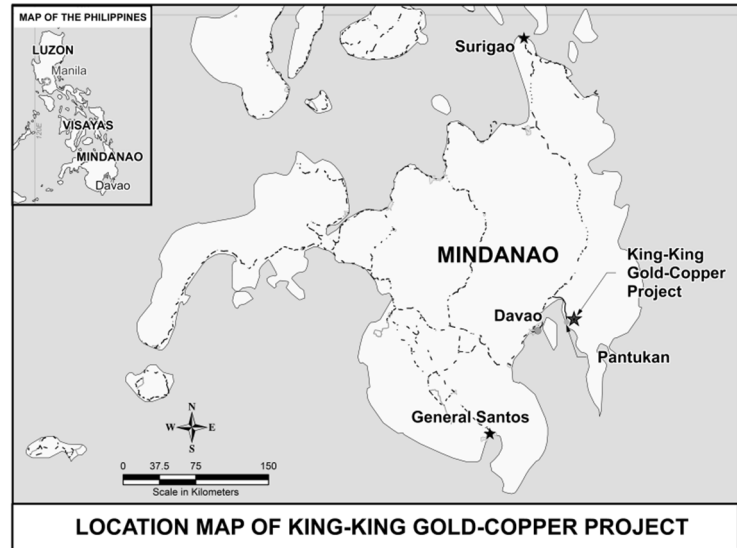 MAP OF THE PHILIPPINES
LUZON
Manila
120E
VISAYAS
MINDANAO
Davao
Surigao
MINDANAO
King-King
Gold-Copper
Project
Davao
Pantukan
General Santos
N
W E
S
0 37.5 75 150
Scale in Kilometers
LOCATION MAP OF KING-KING GOLD-COPPER PROJECT